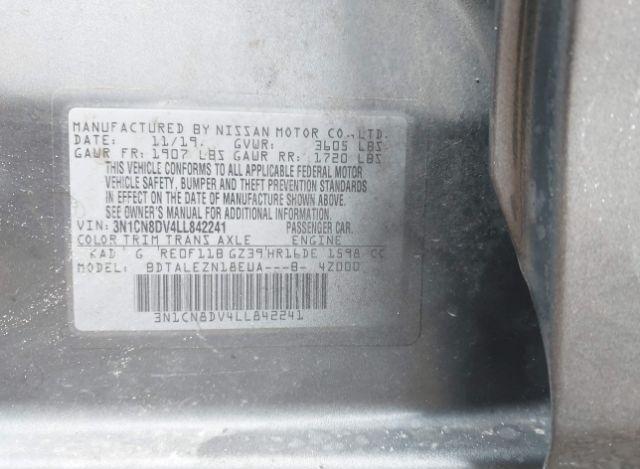 MANUFACTURED BY NISSAN MOTOR CO., LTD.
DATE: 11/19. GVWR: 3605 LBS
GAWR FR: 1907 LBS GAWR RR: 1720 LBS
THIS VEHICLE CONFORMS TO ALL APPLICABLE FEDERAL MOTOR
VEHICLE SAFETY, BUMPER AND THEFT PREVENTION STANDARDS
IN EFFECT ON THE DATE OF MANUFACTURE SHOWN ABOVE.
SEE OWNER'S MANUAL FOR ADDITIONAL INFORMATION.
VIN: 3N1CN8DV4LL842241 PASSENGER CAR.
COLOR TRIM TRANS AXLE ENGINE
KAD G RE0F11B GZ39 HR16DE 1598 CC
MODEL: BDTALEZN18EUA---B- 4Z000
3N1CN8DV4LL842241